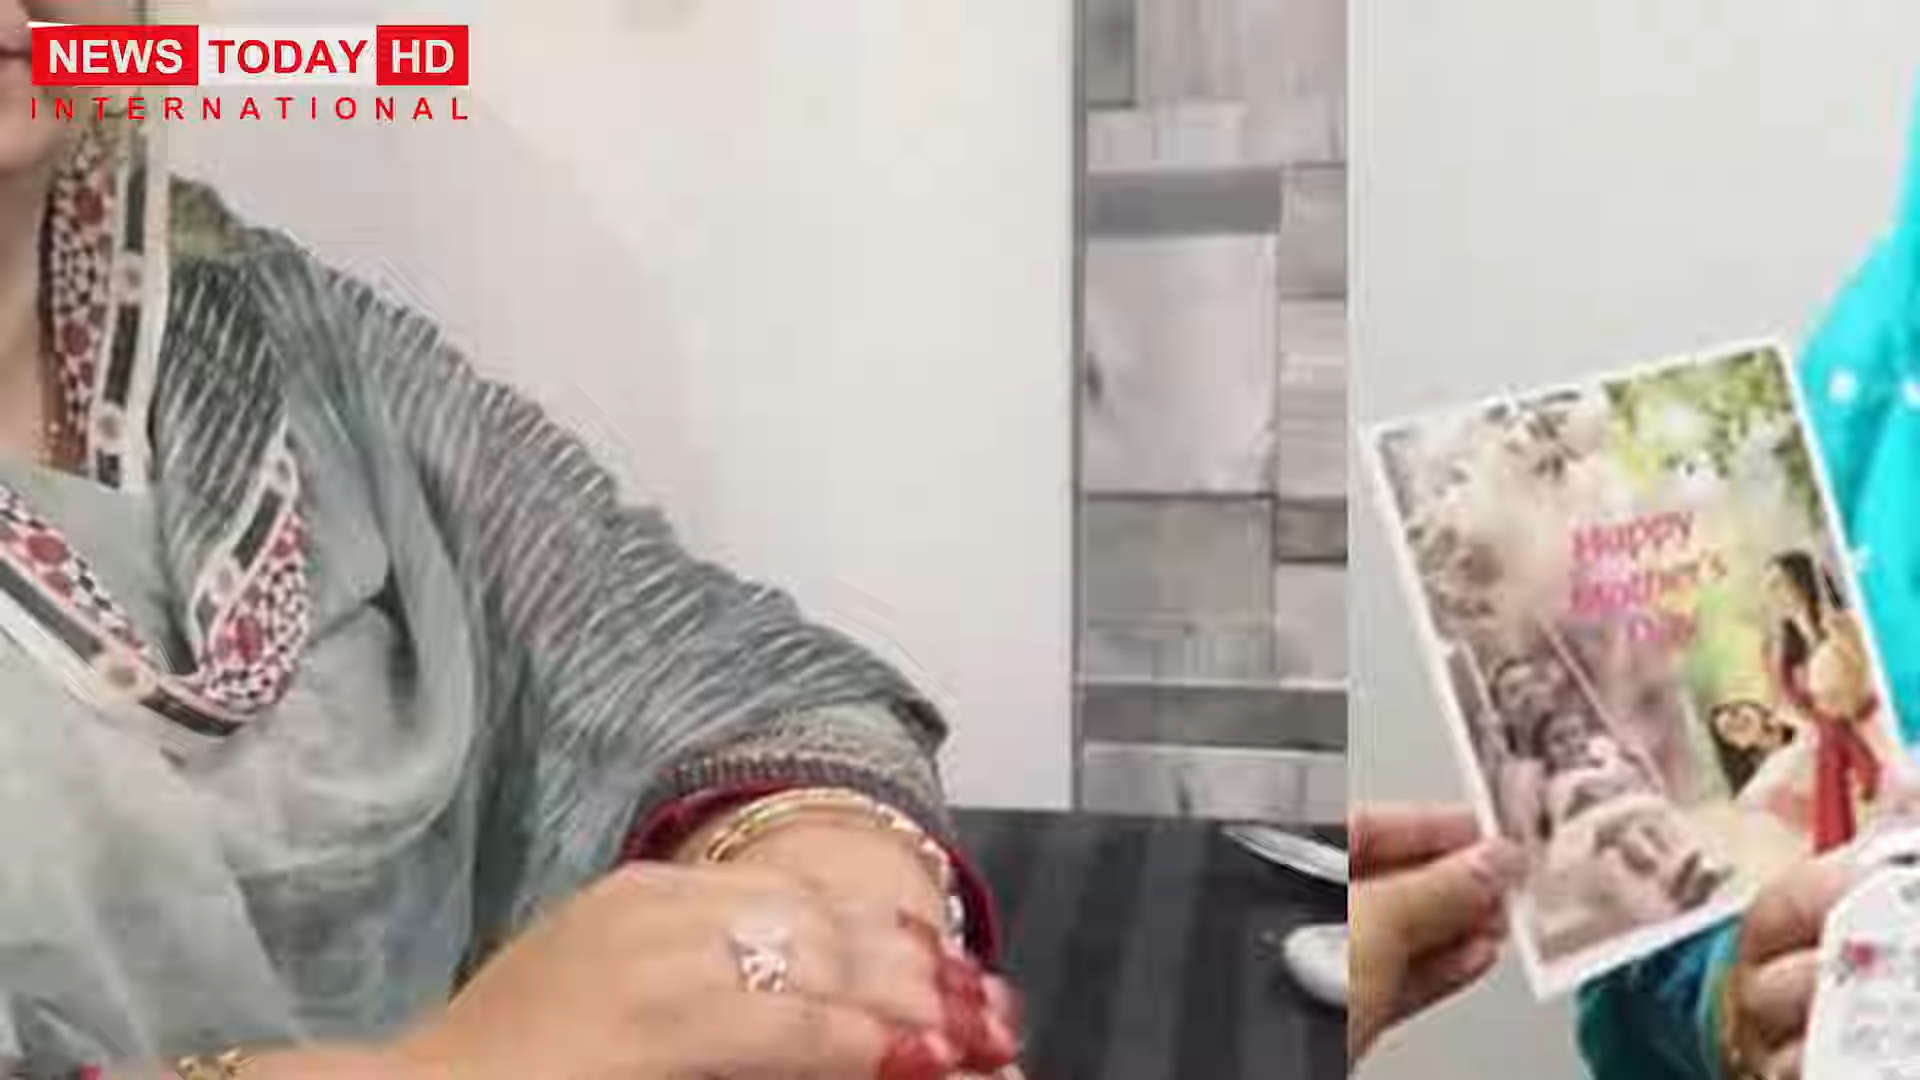 NEWS TODAY HD
INTERNATIONAL
Happy
Mother's
Day